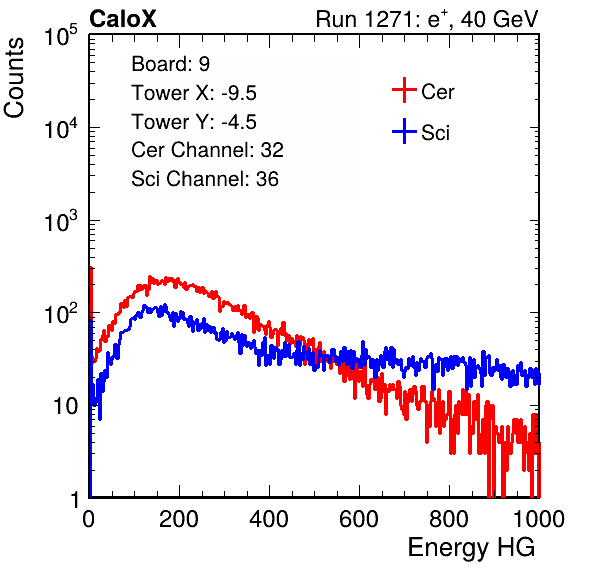 CaloX Run 1271: e⁺, 40 GeV
Counts
10⁵
10⁴
10³
10²
10
1
Board: 9
Tower X: -9.5
Tower Y: -4.5
Cer Channel: 32
Sci Channel: 36
Cer
Sci
0 200 400 600 800 1000
Energy HG